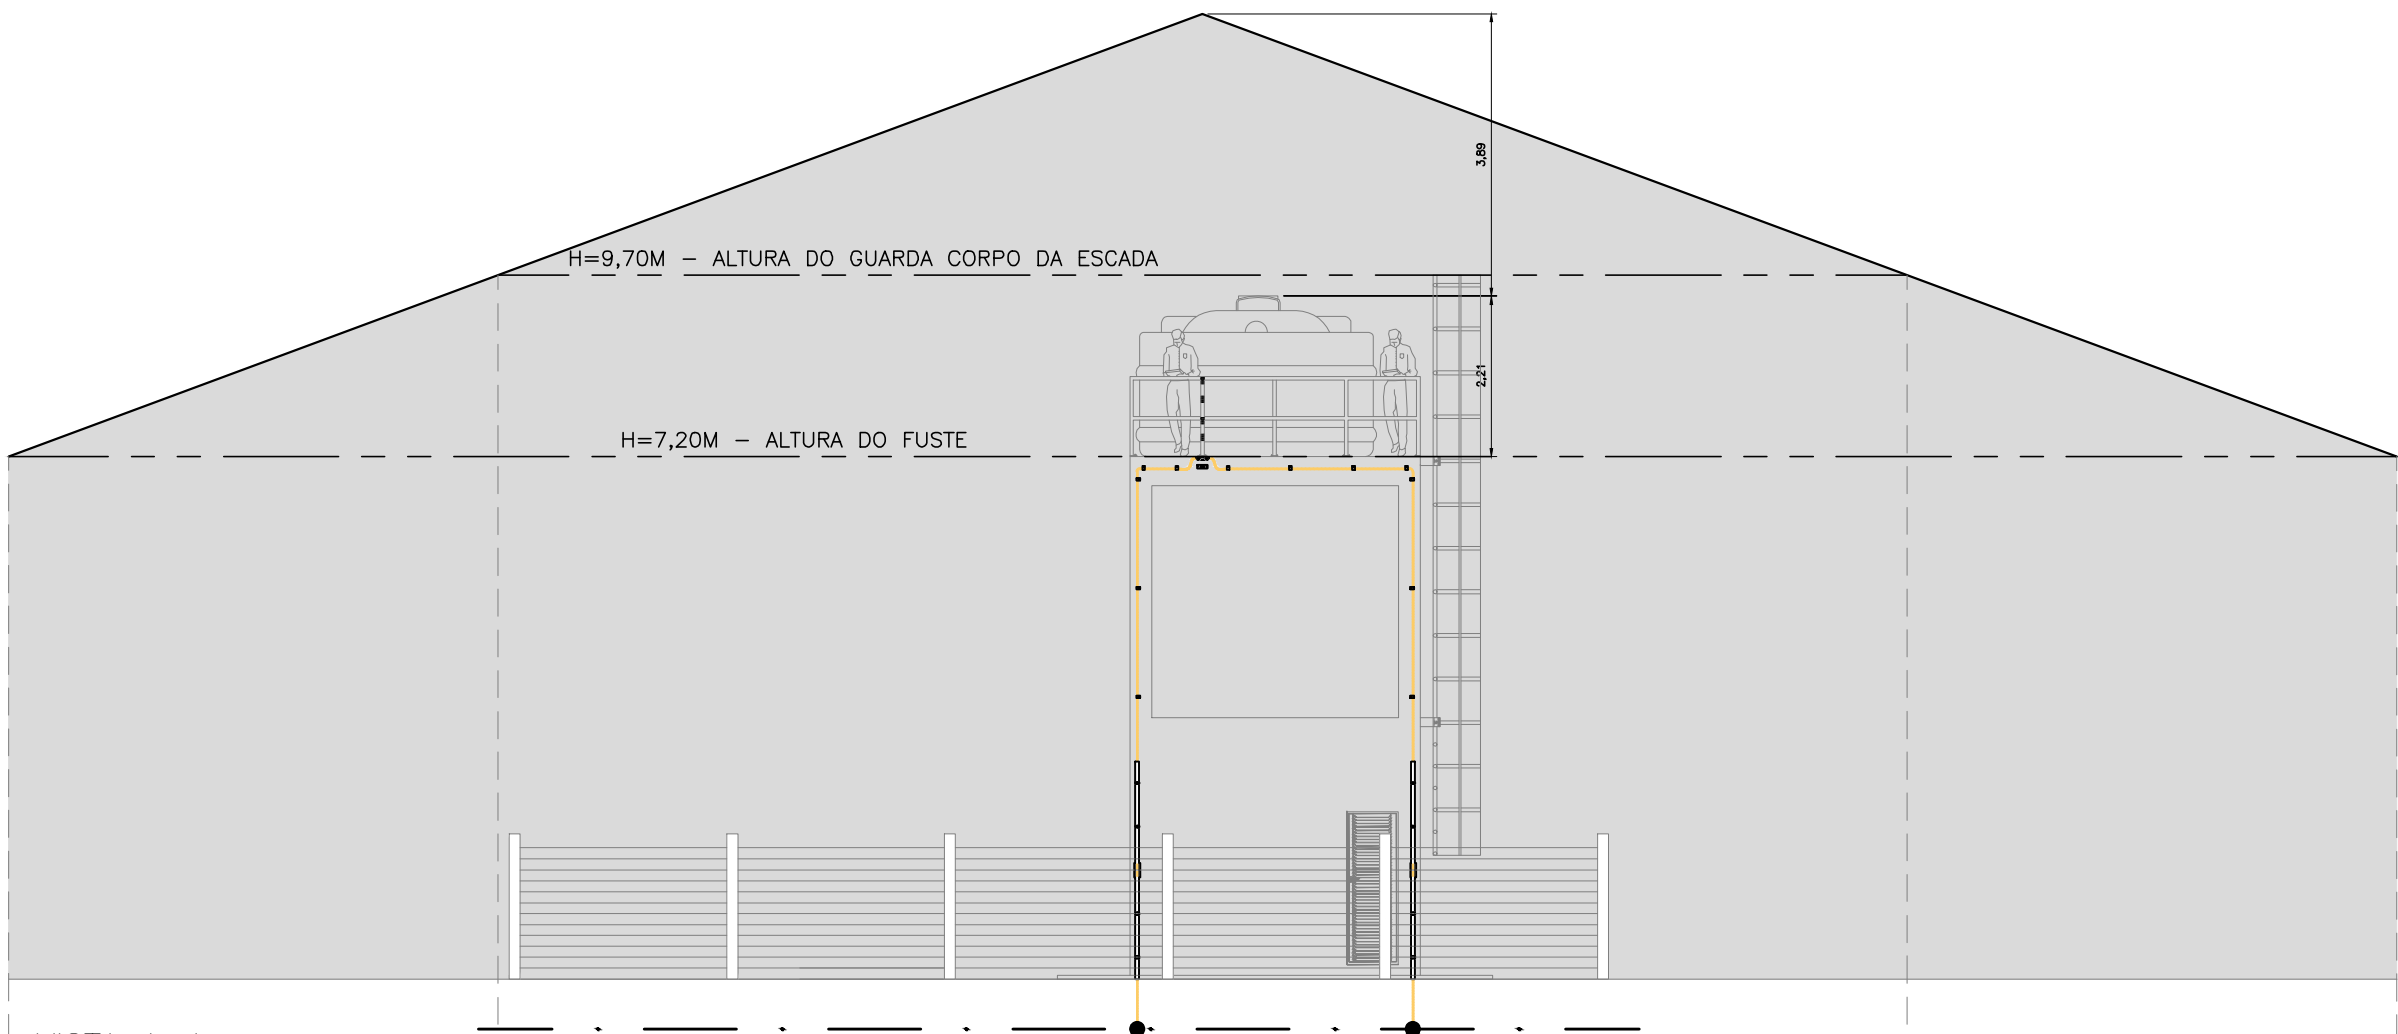 3,89
H=9,70M - ALTURA DO GUARDA CORPO DA ESCADA
2,21
H=7,20M - ALTURA DO FUSTE